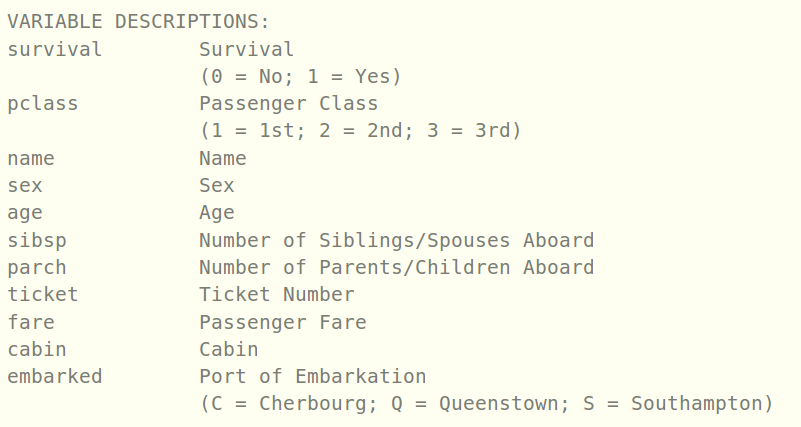 VARIABLE DESCRIPTIONS:
survival        Survival
                (0 = No; 1 = Yes)
pclass          Passenger Class
                (1 = 1st; 2 = 2nd; 3 = 3rd)
name            Name
sex             Sex
age             Age
sibsp           Number of Siblings/Spouses Aboard
parch           Number of Parents/Children Aboard
ticket          Ticket Number
fare            Passenger Fare
cabin           Cabin
embarked        Port of Embarkation
                (C = Cherbourg; Q = Queenstown; S = Southampton)